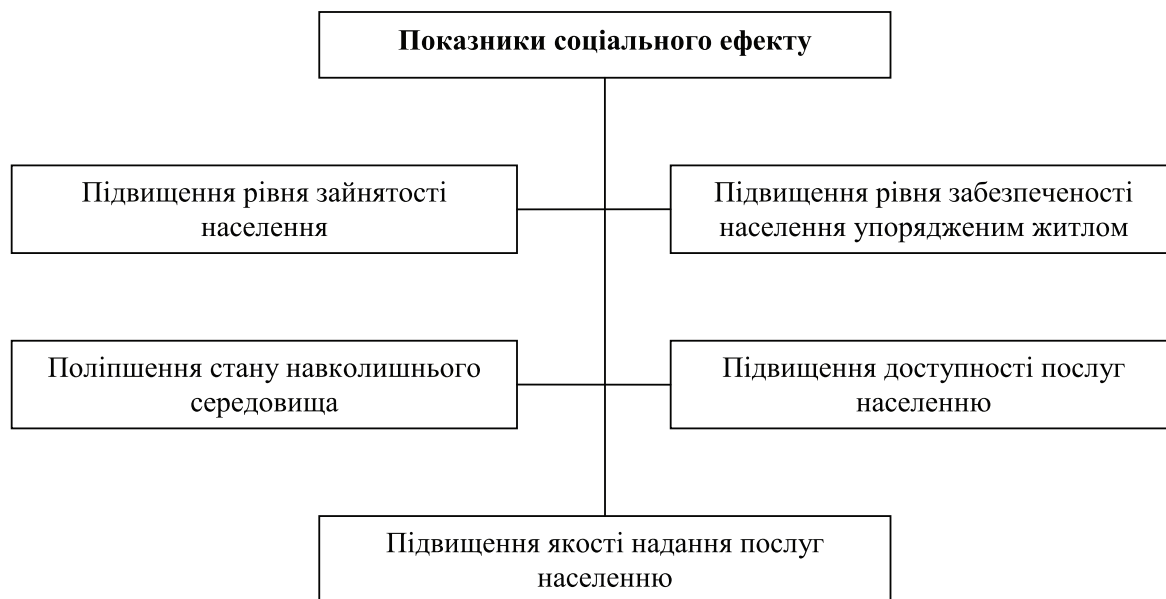 Показники соціального ефекту
Підвищення рівня зайнятості
населення
Підвищення рівня забезпеченості
населення упорядженим житлом
Поліпшення стану навколишнього
середовища
Підвищення доступності послуг
населенню
Підвищення якості надання послуг
населенню